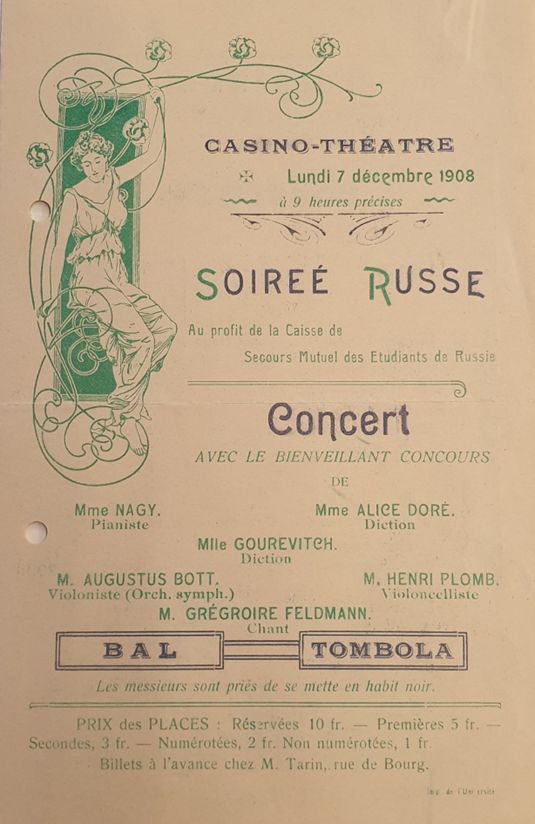 CASINO-THÉATRE
Lundi 7 décembre 1908
à 9 heures précises
SOIREÉ RUSSE
Au profit de la Caisse de
Secours Mutuel des Etudiants de Russie
Concert
AVEC LE BIENVEILLANT CONCOURS
DE
Mme NAGY. Mme ALICE DORÉ.
Pianiste Diction
Mlle GOUREVITCH.
Diction
M. AUGUSTUS BOTT. M. HENRI PLOMB.
Violoniste (Orch. symph.) Violoncelliste
M. GRÉGROIRE FELDMANN.
Chant
BAL TOMBOLA
Les messieurs sont priés de se mette en habit noir.
PRIX des PLACES : Réservées 10 fr. — Premières 5 fr. —
Secondes, 3 fr. — Numérotées, 2 fr. Non numérotées, 1 fr.
Billets à l'avance chez M. Tarin, rue de Bourg.
Imp. de l'Université